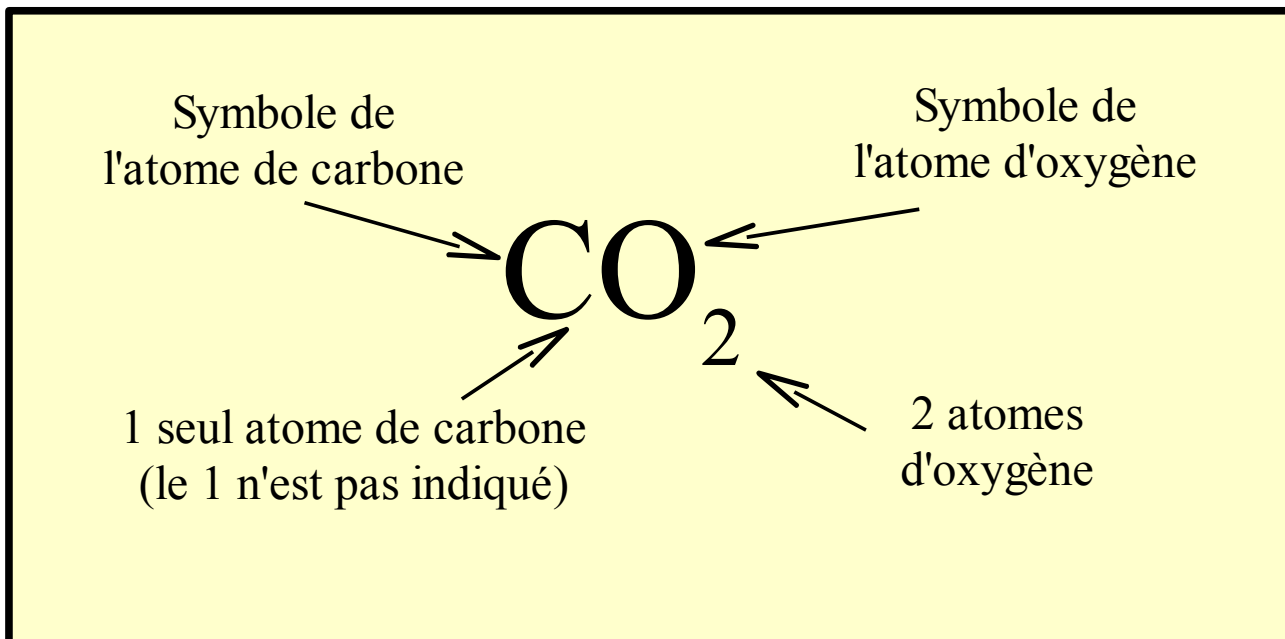 Symbole de
l'atome de carbone
Symbole de
l'atome d'oxygène
CO₂
1 seul atome de carbone
(le 1 n'est pas indiqué)
2 atomes
d'oxygène